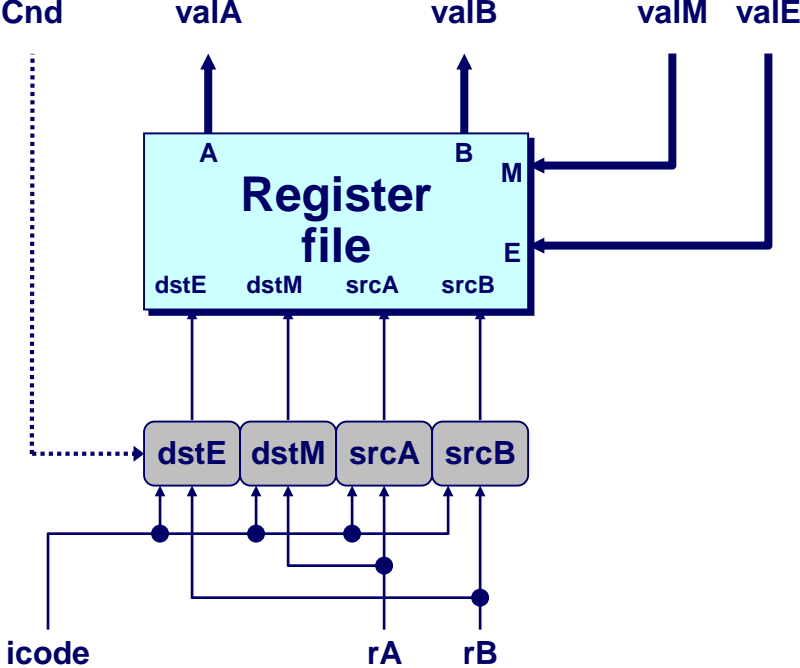 Cnd valA valB valM valE
A B
M
Register
file
E
dstE dstM srcA srcB
dstE dstM srcA srcB
icode rA rB